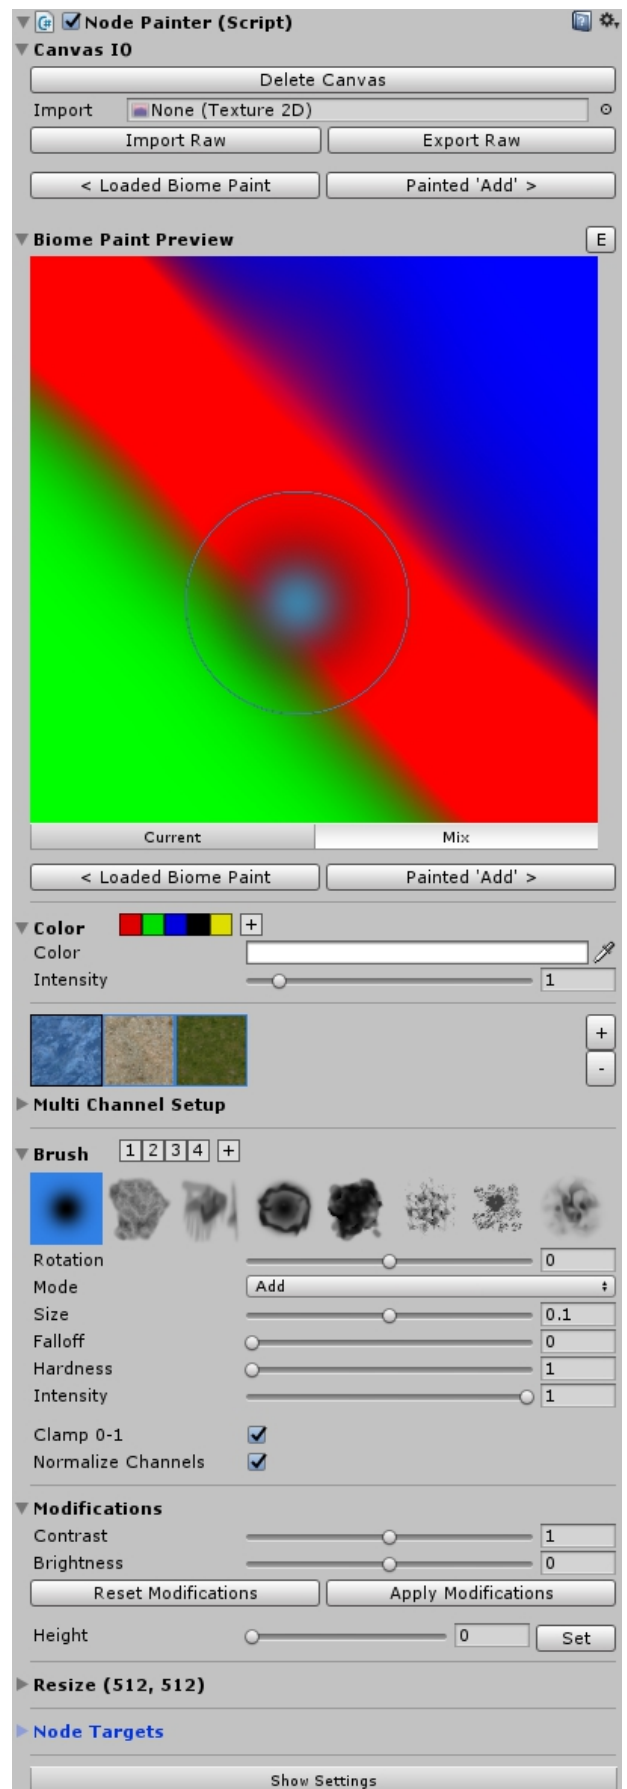 Node Painter (Script)
Canvas IO
Delete Canvas
Import None (Texture 2D)
Import Raw Export Raw
< Loaded Biome Paint Painted 'Add' >
Biome Paint Preview E
Current Mix
< Loaded Biome Paint Painted 'Add' >
Color +
Color
Intensity 1
+
-
Multi Channel Setup
Brush 1 2 3 4 +
Rotation 0
Mode Add
Size 0.1
Falloff 0
Hardness 1
Intensity 1
Clamp 0-1
Normalize Channels
Modifications
Contrast 1
Brightness 0
Reset Modifications Apply Modifications
Height 0 Set
Resize (512, 512)
Node Targets
Show Settings